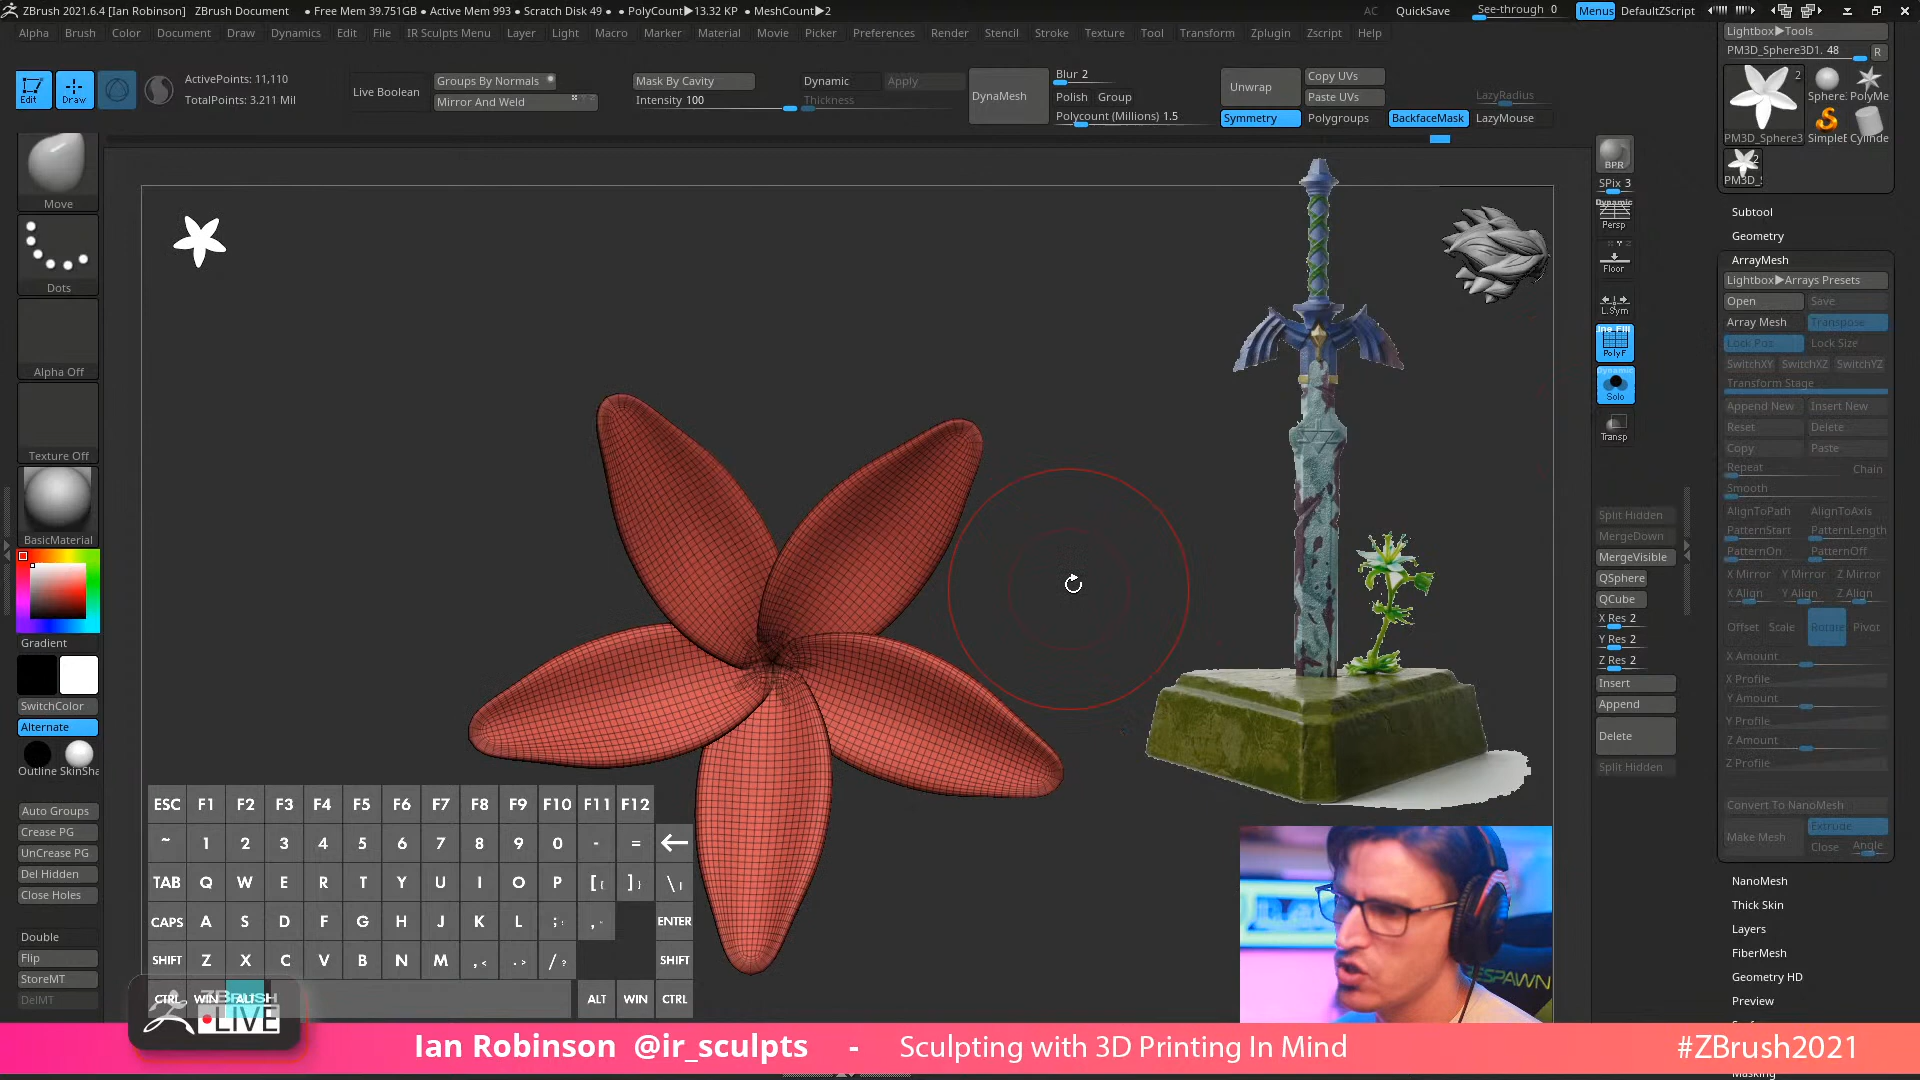 ZBrush 2021.6.4 [Ian Robinson] ZBrush Document • Free Mem 39.751GB • Active Mem 993 • Scratch Disk 49 • PolyCount▶13.32 KP • MeshCount▶2 AC QuickSave See-through 0 Menus DefaultZScript
Alpha Brush Color Document Draw Dynamics Edit File IR Sculpts Menu Layer Light Macro Marker Material Movie Picker Preferences Render Stencil Stroke Texture Tool Transform Zplugin Zscript Help
Edit Draw
ActivePoints: 11,110
TotalPoints: 3.211 Mil
Live Boolean
Groups By Normals
Mirror And Weld
Mask By Cavity
Intensity 100
Dynamic Apply
Thickness
DynaMesh
Blur 2
Polish Group
Polycount (Millions) 1.5
Unwrap
Copy UVs
Paste UVs
Symmetry Polygroups
LazyRadius
BackfaceMask LazyMouse
Move
Dots
Alpha Off
Texture Off
BasicMaterial
Gradient
SwitchColor
Alternate
Outline SkinSha
Auto Groups
Crease PG
UnCrease PG
Del Hidden
Close Holes
Double
Flip
StoreMT
DelMT
BPR
SPix 3
Dynamic
Persp
Floor
L.Sym
Line Fill
PolyF
Dynamic
Solo
Transp
Split Hidden
MergeDown
MergeVisible
QSphere
QCube
X Res 2
Y Res 2
Z Res 2
Insert
Append
Delete
Split Hidden
Lightbox▶Tools
PM3D_Sphere3D1. 48 R
2
Sphere. PolyMe
PM3D_Sphere3 SimpleE Cylinde
2
PM3D_S
Subtool
Geometry
ArrayMesh
Lightbox▶Arrays Presets
Open Save
Array Mesh Transpose
Lock Pos Lock Size
SwitchXY SwitchXZ SwitchYZ
Transform Stage
Append New Insert New
Reset Delete
Copy Paste
Repeat Chain
Smooth
AlignToPath AlignToAxis
PatternStart PatternLength
PatternOn PatternOff
X Mirror Y Mirror Z Mirror
X Align Y Align Z Align
Offset Scale Rotate Pivot
X Amount
X Profile
Y Amount
Y Profile
Z Amount
Z Profile
Convert To NanoMesh
Make Mesh Extrude
Close Angle
NanoMesh
Thick Skin
Layers
FiberMesh
Geometry HD
Preview
ESC F1 F2 F3 F4 F5 F6 F7 F8 F9 F10 F11 F12
~ 1 2 3 4 5 6 7 8 9 0 - =
TAB Q W E R T Y U I O P [{ ]} \|
CAPS A S D F G H J K L ;: ENTER
SHIFT Z X C V B N M ,< .> /? SHIFT
CTRL WIN ALT ALT WIN CTRL
ZBRUSH
LIVE
ESPAWN
Ian Robinson @ir_sculpts - Sculpting with 3D Printing In Mind #ZBrush2021